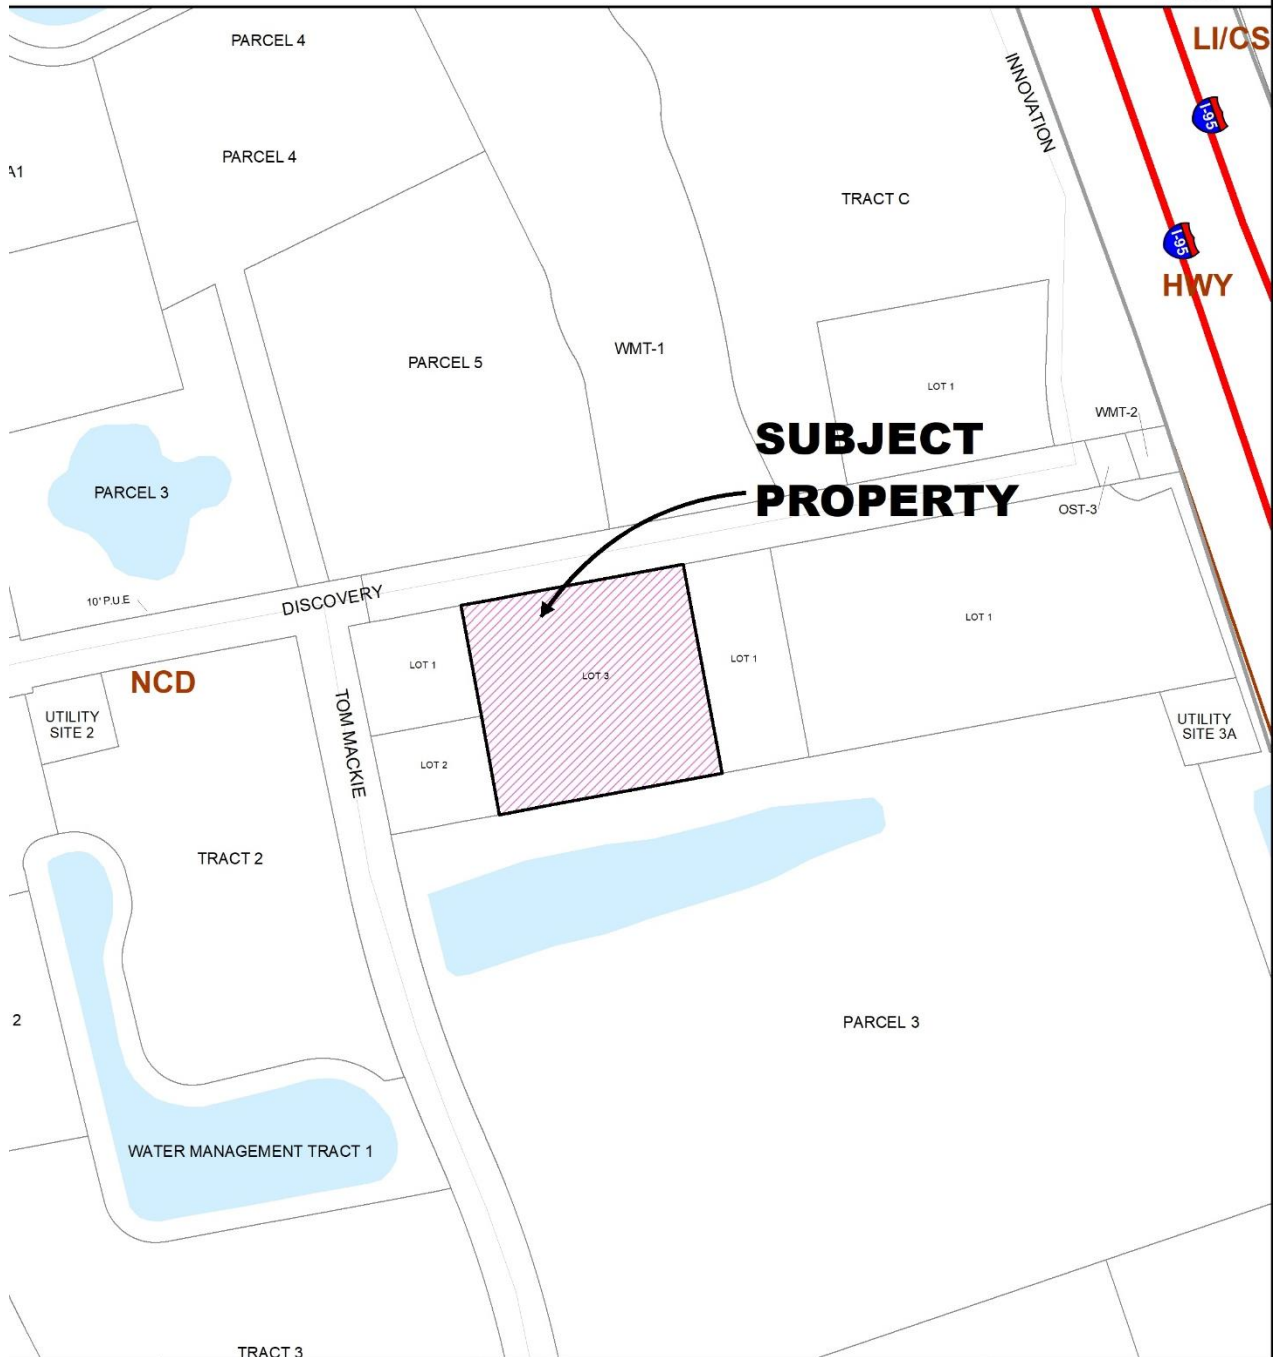 PARCEL 4
LI/CS
INNOVATION
I-95
PARCEL 4
A1
TRACT C
I-95
HWY
WMT-1
PARCEL 5
LOT 1
WMT-2
SUBJECT
PROPERTY
PARCEL 3
OST-3
10' P.U.E
DISCOVERY
LOT 1
LOT 1
LOT 1
LOT 3
NCD
TOM MACKIE
UTILITY
SITE 2
UTILITY
SITE 3A
LOT 2
TRACT 2
2
PARCEL 3
WATER MANAGEMENT TRACT 1
TRACT 3